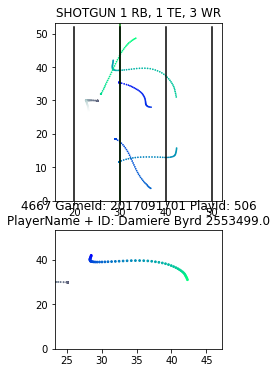 SHOTGUN 1 RB, 1 TE, 3 WR
50
40
30
20
10
0
20 30 40 50
4667 GameId: 2017091701 PlayId: 506
PlayerName + ID: Damiere Byrd 2553499.0
40
20
0
25 30 35 40 45